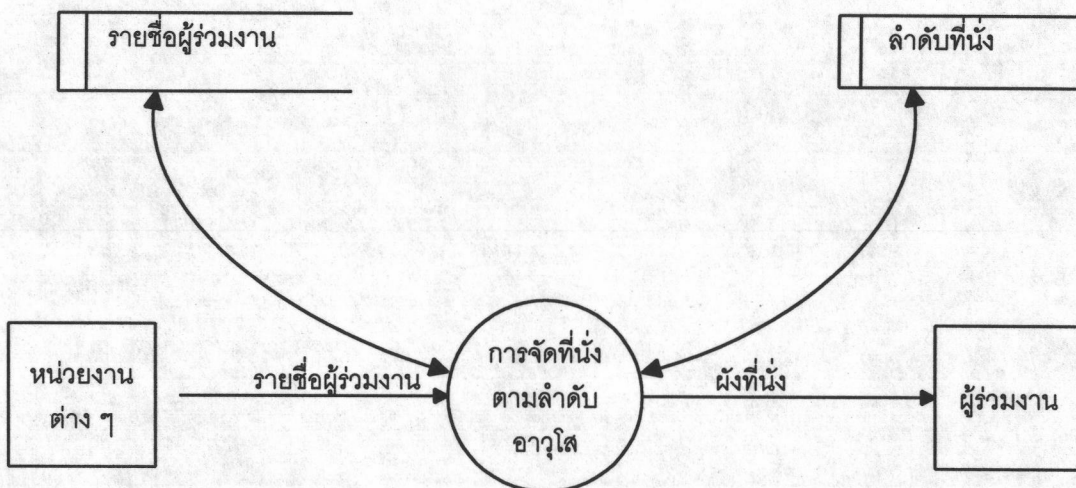 รายชื่อผู้ร่วมงาน
ลำดับที่นั่ง
หน่วยงาน
ต่าง ๆ
รายชื่อผู้ร่วมงาน
การจัดที่นั่ง
ตามลำดับ
อาวุโส
ผังที่นั่ง
ผู้ร่วมงาน